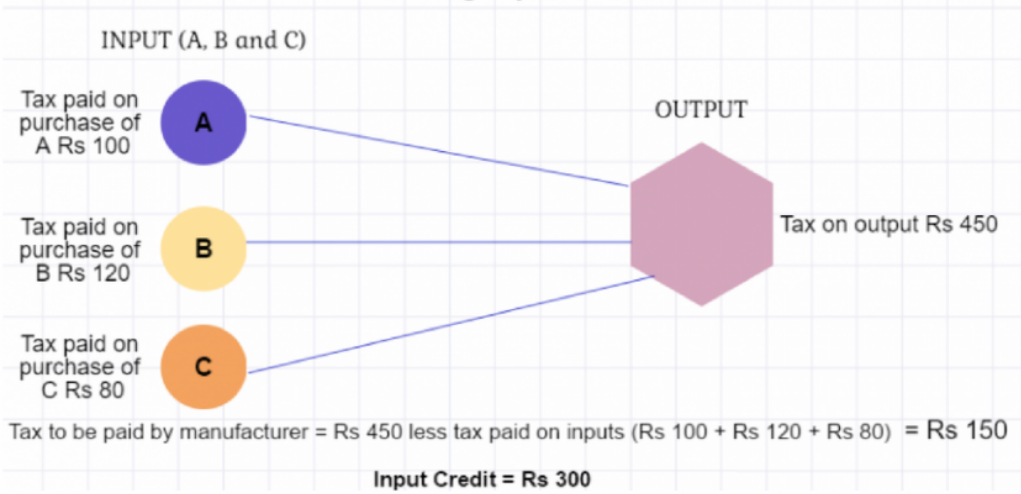 INPUT (A, B and C)
Tax paid on
purchase of
A Rs 100
A
OUTPUT
Tax paid on
purchase of
B Rs 120
B
Tax on output Rs 450
Tax paid on
purchase of
C Rs 80
C
Tax to be paid by manufacturer = Rs 450 less tax paid on inputs (Rs 100 + Rs 120 + Rs 80) = Rs 150
Input Credit = Rs 300